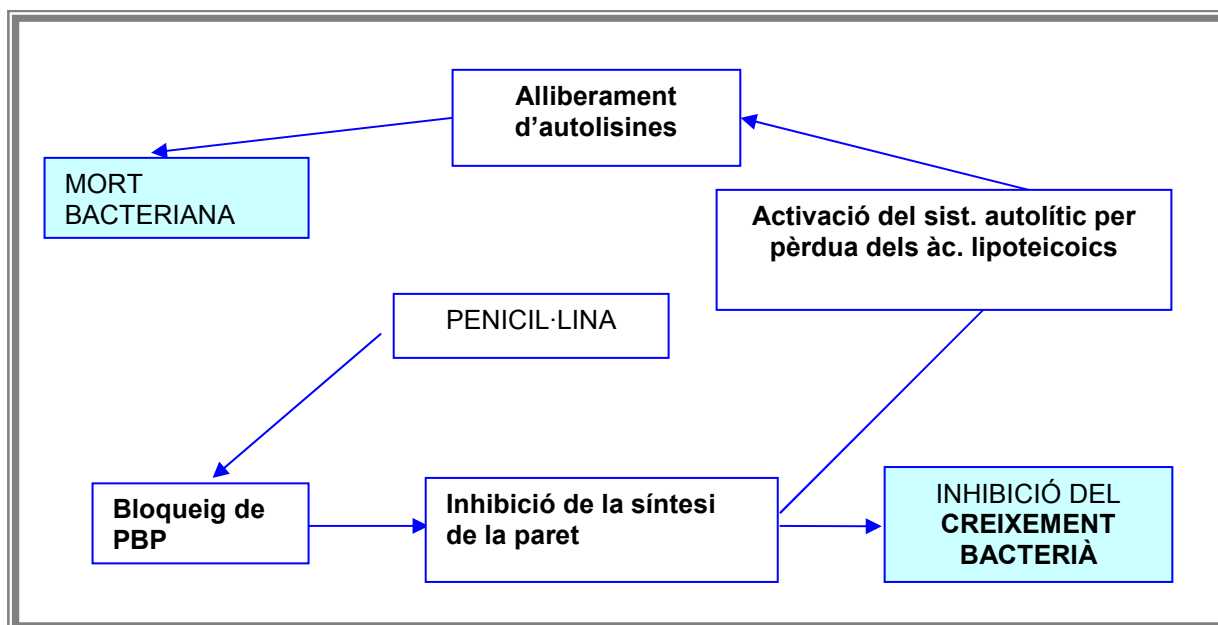 Alliberament
d'autolisines
MORT
BACTERIANA
Activació del sist. autolític per
pèrdua dels àc. lipoteicoics
PENICIL·LINA
Bloqueig de
PBP
Inhibició de la síntesi
de la paret
INHIBICIÓ DEL
CREIXEMENT
BACTERIÀ